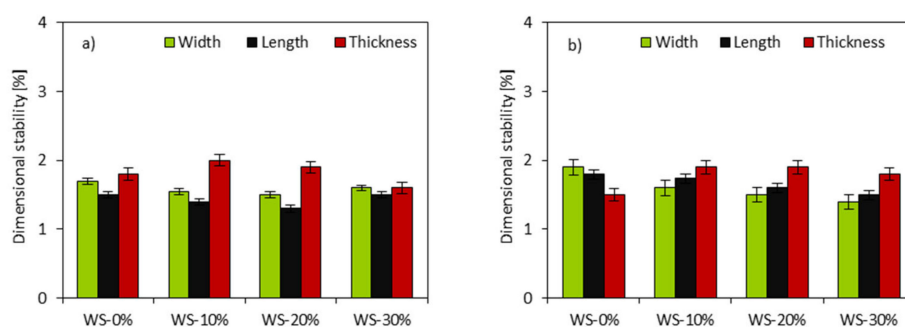 a)
Width Length Thickness
Dimensional stability [%]
4
3
2
1
0
WS-0% WS-10% WS-20% WS-30%
b)
Width Length Thickness
Dimensional stability [%]
4
3
2
1
0
WS-0% WS-10% WS-20% WS-30%